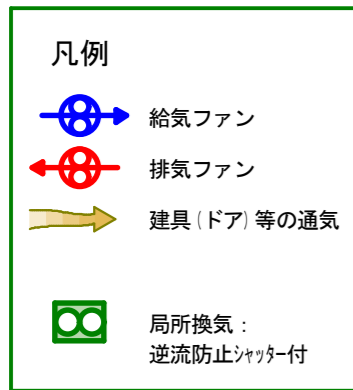 凡例
給気ファン
排気ファン
建具(ドア)等の通気
局所換気：
逆流防止ｼｬｯﾀｰ付